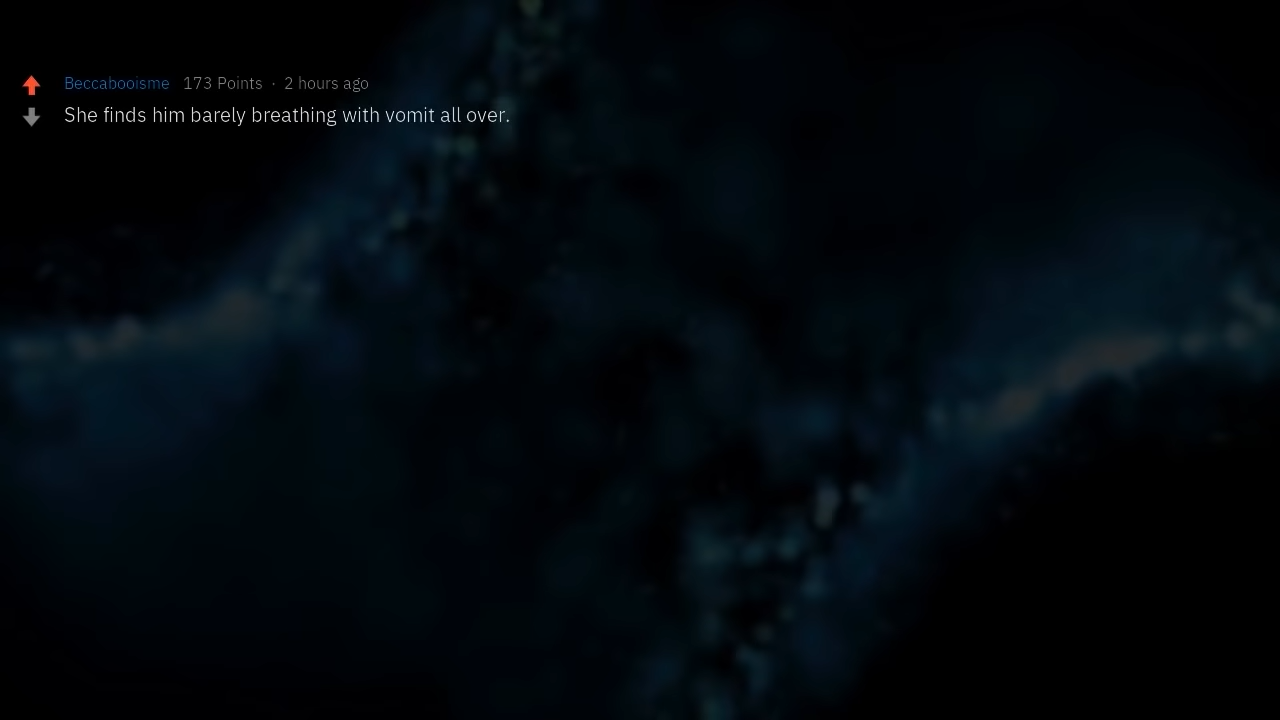 Beccabooisme 173 Points · 2 hours ago
She finds him barely breathing with vomit all over.